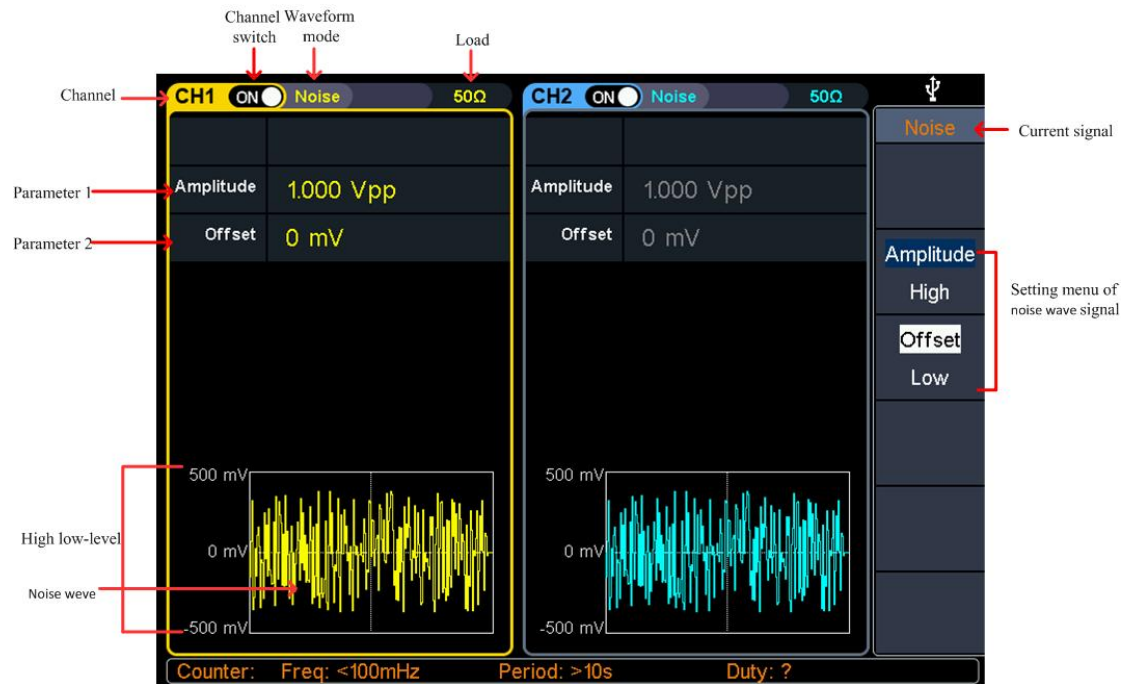 Channel switch
Waveform mode
Load
Channel
CH1 ON Noise 50Ω
CH2 ON Noise 50Ω
Noise
Current signal
Parameter 1
Amplitude 1.000 Vpp
Amplitude 1.000 Vpp
Parameter 2
Offset 0 mV
Offset 0 mV
Amplitude
High
Offset
Low
Setting menu of
noise wave signal
500 mV
0 mV
-500 mV
500 mV
0 mV
-500 mV
High low-level
Noise weve
Counter: Freq: <100mHz Period: >10s Duty: ?